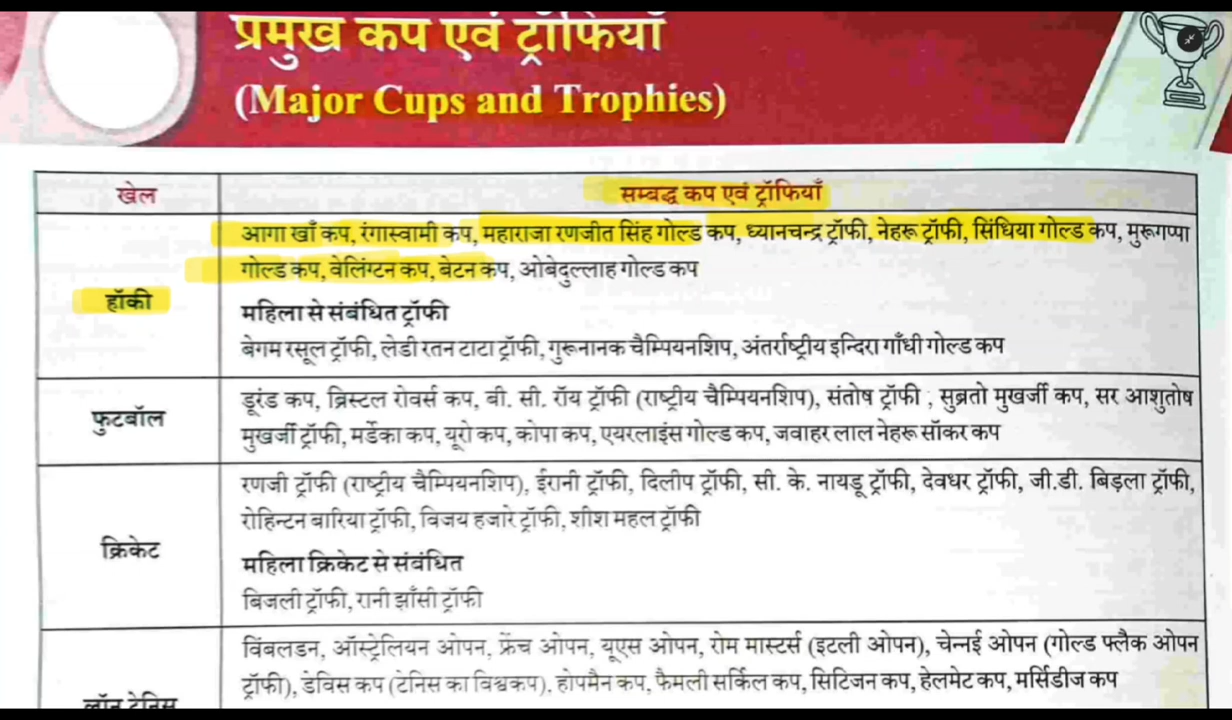 प्रमुख कप एवं ट्रॉफियाँ
(Major Cups and Trophies)
खेल
सम्बद्ध कप एवं ट्रॉफियाँ
हॉकी
आगा खाँ कप, रंगास्वामी कप, महाराजा रणजीत सिंह गोल्ड कप, ध्यानचन्द्र ट्रॉफी, नेहरू ट्रॉफी, सिंधिया गोल्ड कप, मुरूगप्पा
गोल्ड कप, वेलिंग्टन कप, बेटन कप, ओबेदुल्लाह गोल्ड कप
महिला से संबंधित ट्रॉफी
बेगम रसूल ट्रॉफी, लेडी रतन टाटा ट्रॉफी, गुरूनानक चैम्पियनशिप, अंतर्राष्ट्रीय इन्दिरा गाँधी गोल्ड कप
फुटबॉल
डूरंड कप, ब्रिस्टल रोवर्स कप, बी. सी. रॉय ट्रॉफी (राष्ट्रीय चैम्पियनशिप), संतोष ट्रॉफी ; सुब्रतो मुखर्जी कप, सर आशुतोष
मुखर्जी ट्रॉफी, मर्डेका कप, यूरो कप, कोपा कप, एयरलाइंस गोल्ड कप, जवाहर लाल नेहरू सॉकर कप
क्रिकेट
रणजी ट्रॉफी (राष्ट्रीय चैम्पियनशिप), ईरानी ट्रॉफी, दिलीप ट्रॉफी, सी. के. नायडू ट्रॉफी, देवधर ट्रॉफी, जी.डी. बिड़ला ट्रॉफी,
रोहिन्टन बारिया ट्रॉफी, विजय हजारे ट्रॉफी, शीश महल ट्रॉफी
महिला क्रिकेट से संबंधित
बिजली ट्रॉफी, रानी झाँसी ट्रॉफी
लॉन टेनिस
विंबलडन, ऑस्ट्रेलियन ओपन, फ्रेंच ओपन, यूएस ओपन, रोम मास्टर्स (इटली ओपन), चेन्नई ओपन (गोल्ड फ्लैक ओपन
ट्रॉफी), डेविस कप (टेनिस का विश्वकप), होपमैन कप, फैमली सर्किल कप, सिटिजन कप, हेलमेट कप, मर्सिडीज कप